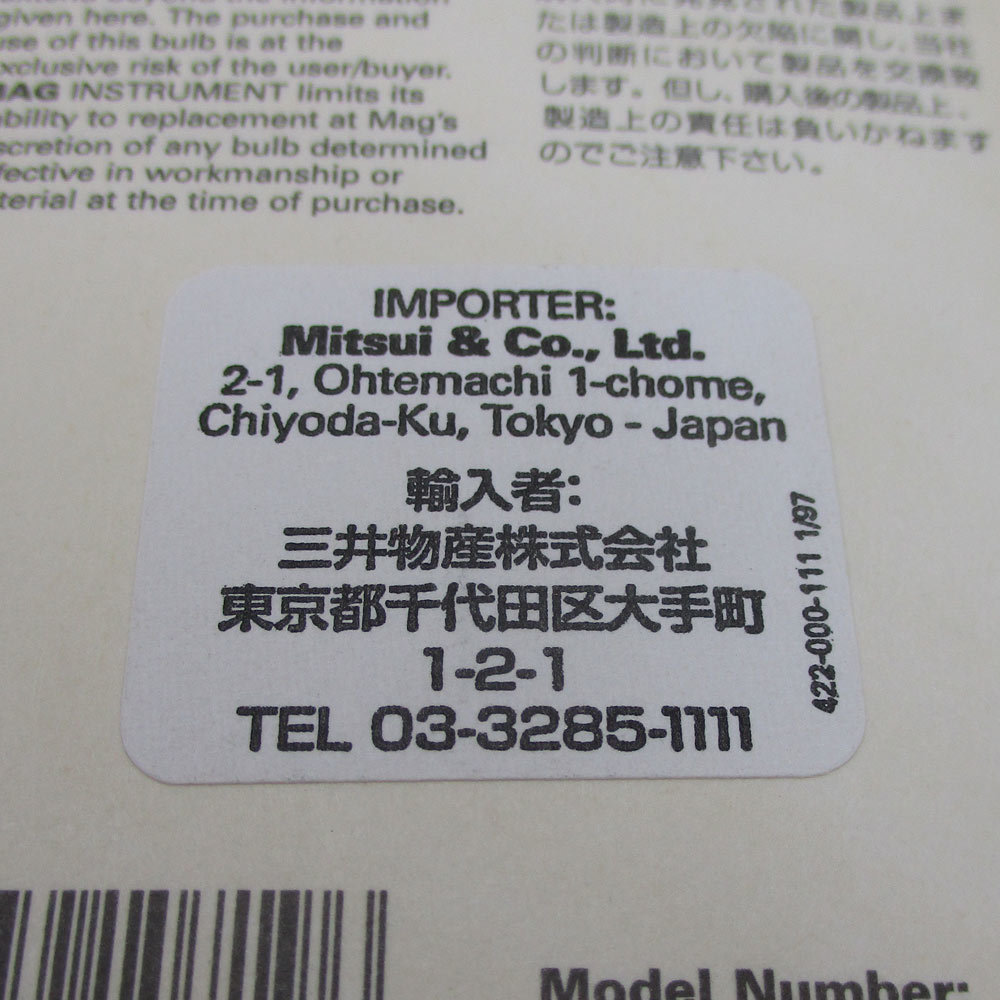 given here. The purchase and
use of this bulb is at the
exclusive risk of the user/buyer.
MAG INSTRUMENT limits its
ability to replacement at Mag's
scretion of any bulb determined
fective in workmanship or
terial at the time of purchase.
たは製造上の欠陥に関し、当社
の判断において製品を交換致
します。但し、購入後の製品上、
製造上の責任は負いかねます
のでご注意下さい。
IMPORTER:
Mitsui & Co., Ltd.
2-1, Ohtemachi 1-chome,
Chiyoda-Ku, Tokyo - Japan
輸入者:
三井物産株式会社
東京都千代田区大手町
1-2-1
TEL 03-3285-1111
422-000-111 1/97
Model Number: